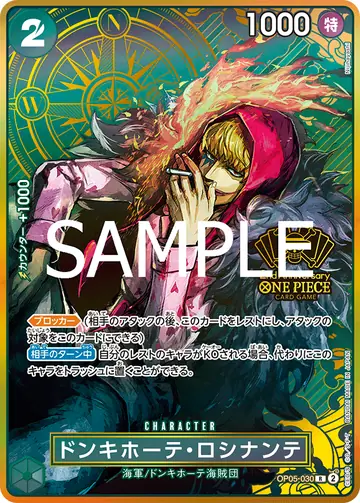 2
1000
特
カウンター +1000
SAMPLE
2nd Anniversary
ONE PIECE
CARD GAME
ブロッカー (相手のアタックの後、このカードをレストにし、アタックの
対象をこのカードにできる)
相手のターン中 自分のレストのキャラがKOされる場合、代わりにこの
キャラをトラッシュに置くことができる。
CHARACTER
ドンキホーテ・ロシナンテ
海軍/ドンキホーテ海賊団
OP05-030 R 2